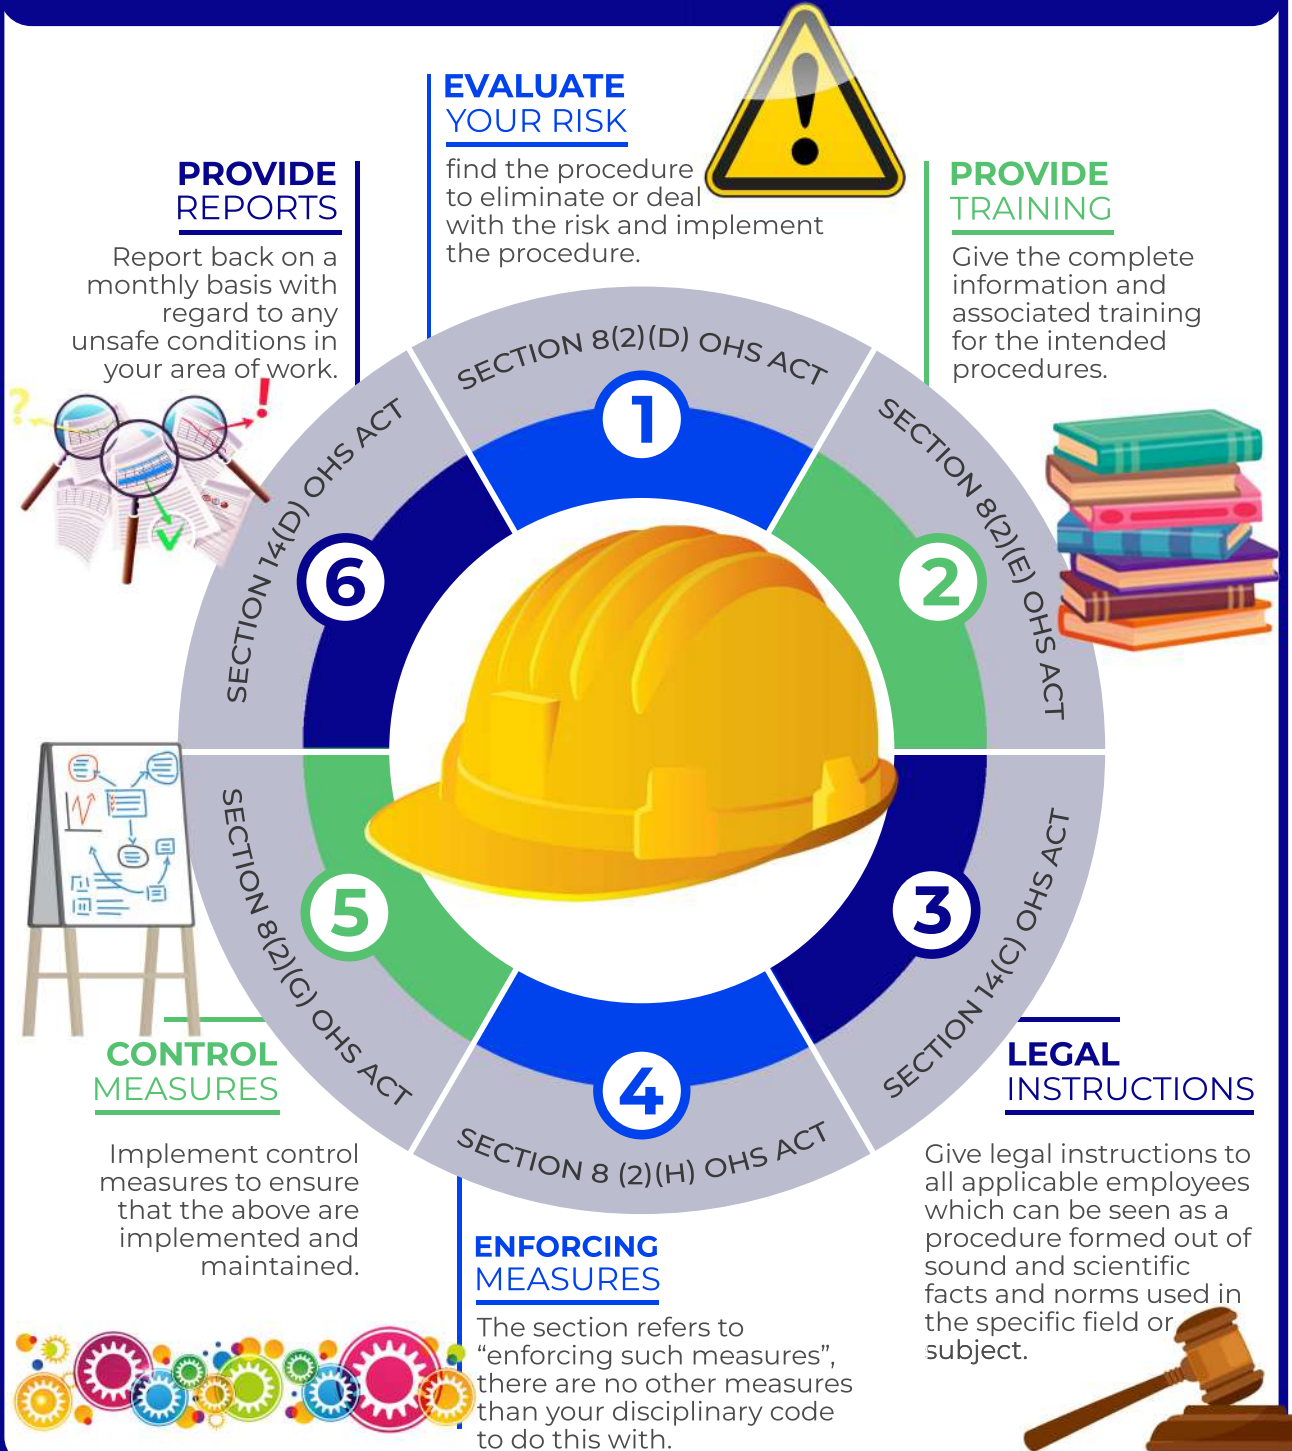 EVALUATE
YOUR RISK
find the procedure
to eliminate or deal
with the risk and implement
the procedure.
PROVIDE
TRAINING
Give the complete
information and
associated training
for the intended
procedures.
PROVIDE
REPORTS
Report back on a
monthly basis with
regard to any
unsafe conditions in
your area of work.
?
!
SECTION 8(2)(D) OHS ACT
1
SECTION 8(2)(E) OHS ACT
2
SECTION 14(C) OHS ACT
3
SECTION 8 (2)(H) OHS ACT
4
SECTION 8(2)(G) OHS ACT
5
SECTION 14(D) OHS ACT
6
LEGAL
INSTRUCTIONS
Give legal instructions to
all applicable employees
which can be seen as a
procedure formed out of
sound and scientific
facts and norms used in
the specific field or
subject.
ENFORCING
MEASURES
The section refers to
“enforcing such measures”,
there are no other measures
than your disciplinary code
to do this with.
CONTROL
MEASURES
Implement control
measures to ensure
that the above are
implemented and
maintained.